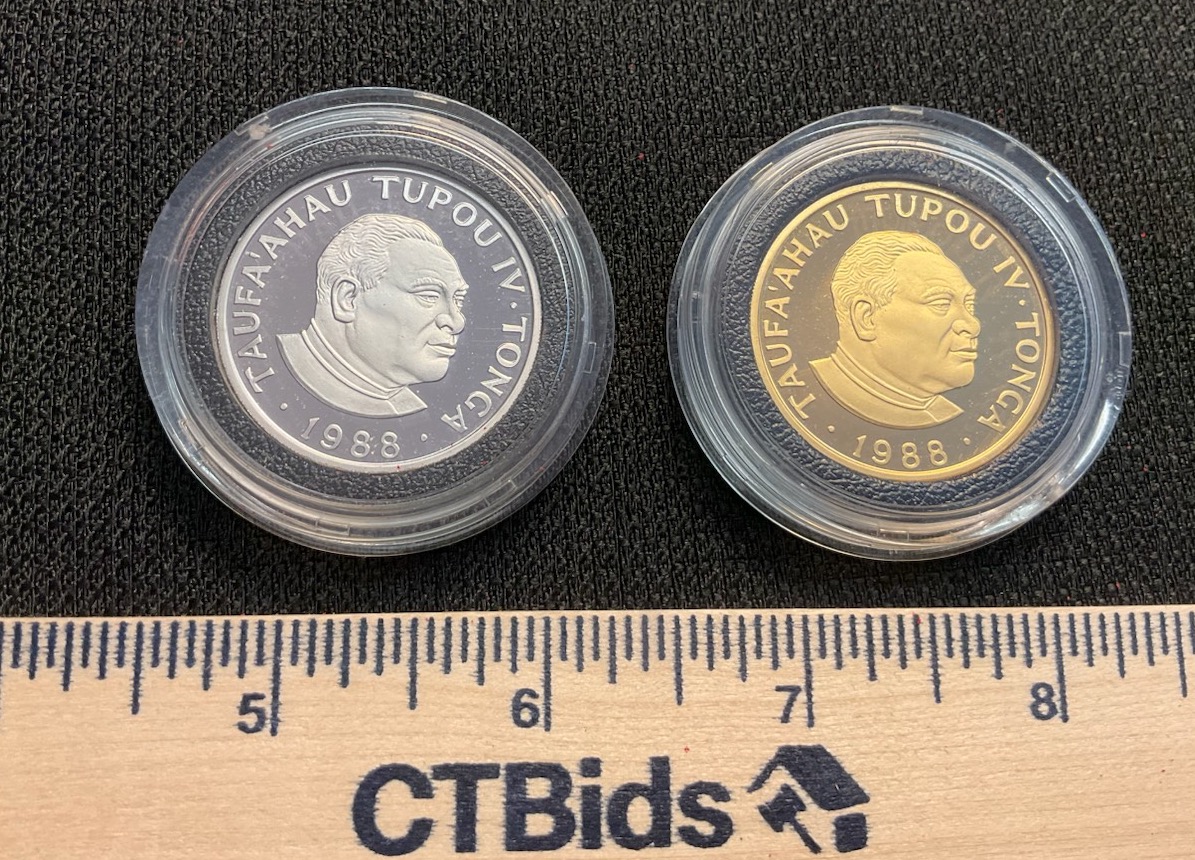 TAUFA'AHAU TUPOU IV · TONGA
· 1988 ·
TAUFA'AHAU TUPOU IV · TONGA
· 1988 ·
5 6 7 8
CTBids